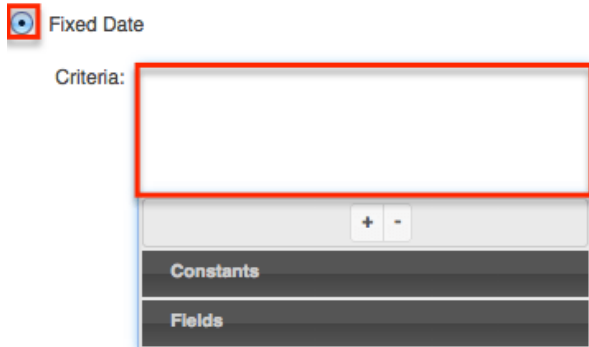 Fixed Date
Criteria:
+ -
Constants
Fields